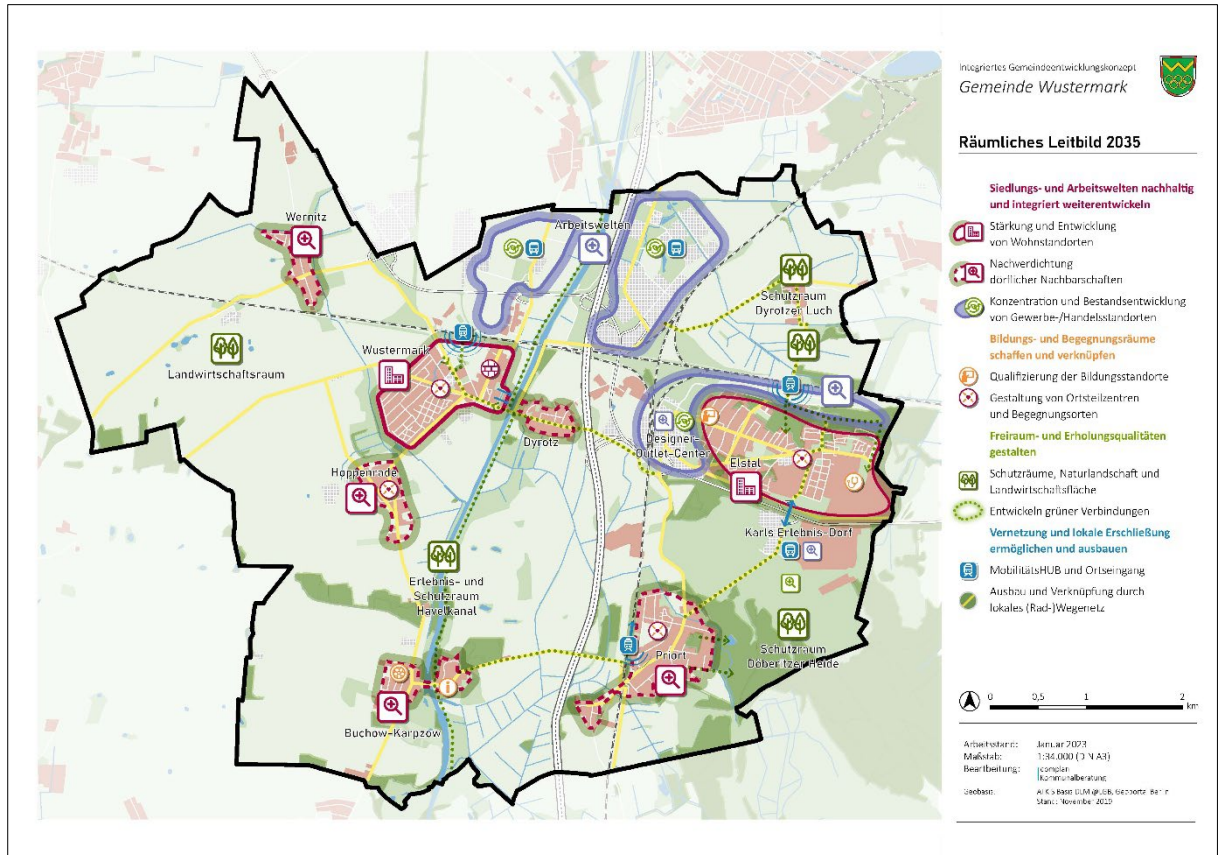 Integriertes Gemeindeentwicklungskonzept
Gemeinde Wustermark
Räumliches Leitbild 2035
Siedlungs- und Arbeitswelten nachhaltig
und integriert weiterentwickeln
Stärkung und Entwicklung
von Wohnstandorten
Nachverdichtung
dörflicher Nachbarschaften
Konzentration und Bestandsentwicklung
von Gewerbe-/Handelsstandorten
Bildungs- und Begegnungsräume
schaffen und verknüpfen
Qualifizierung der Bildungsstandorte
Gestaltung von Ortsteilzentren
und Begegnungsorten
Freiraum- und Erholungsqualitäten
gestalten
Schutzräume, Naturlandschaft und
Landwirtschaftsfläche
Entwickeln grüner Verbindungen
Vernetzung und lokale Erschließung
ermöglichen und ausbauen
MobilitätsHUB und Ortseingang
Ausbau und Verknüpfung durch
lokales (Rad-)Wegenetz
0 0,5 1 2
km
Arbeitsstand: Januar 2023
Maßstab: 1:34.000 (DIN A3)
Beartbeitung: complan
Kommunalberatung
Geobasis:
Stand: November 2019
Wernitz
Arbeitswelten
Schutzraum
Dyrotzer Luch
Landwirtschaftsraum
Wustermark
Dyrotz
Designer-
Outlet-Center
Elstal
Hoppenrade
Karls Erlebnis-Dorf
Erlebnis- und
Schutzraum
Havelkanal
Priort
Schutzraum
Döberitzer Heide
Buchow-Karpzow